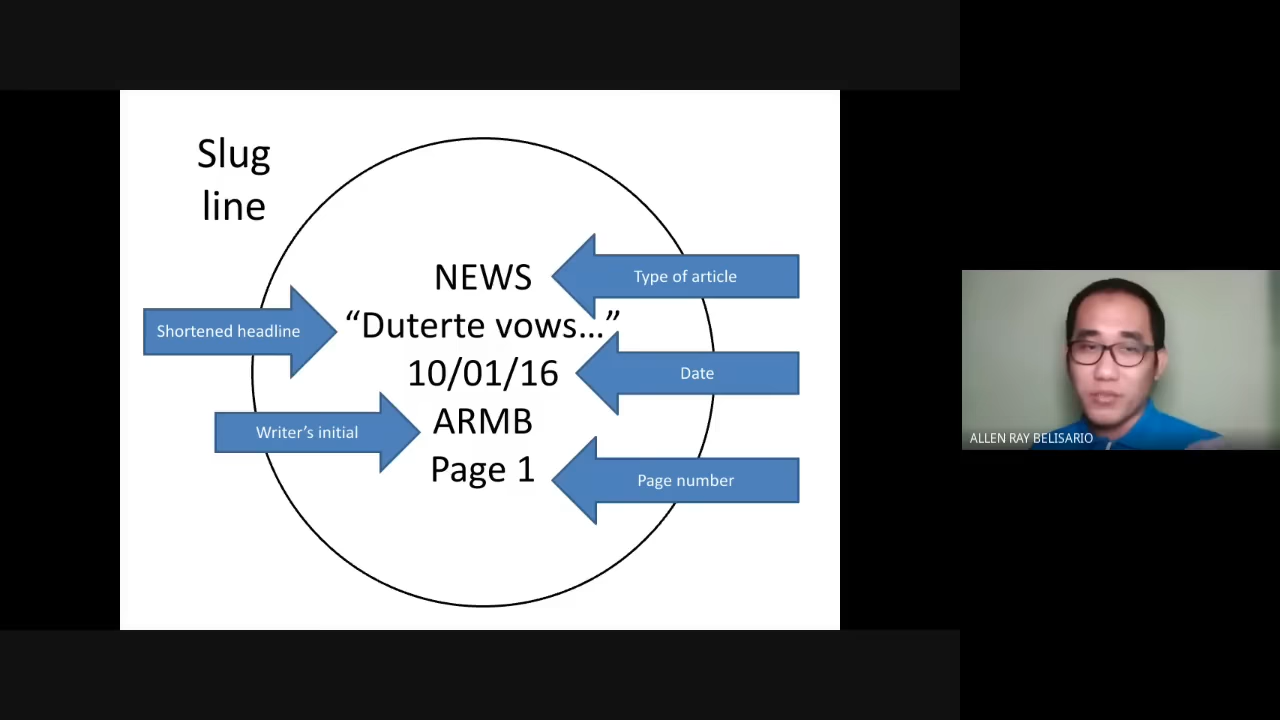 Slug
line
NEWS
Type of article
Shortened headline
“Duterte vows…”
10/01/16
Date
Writer's initial
ARMB
Page 1
Page number
ALLEN RAY BELISARIO